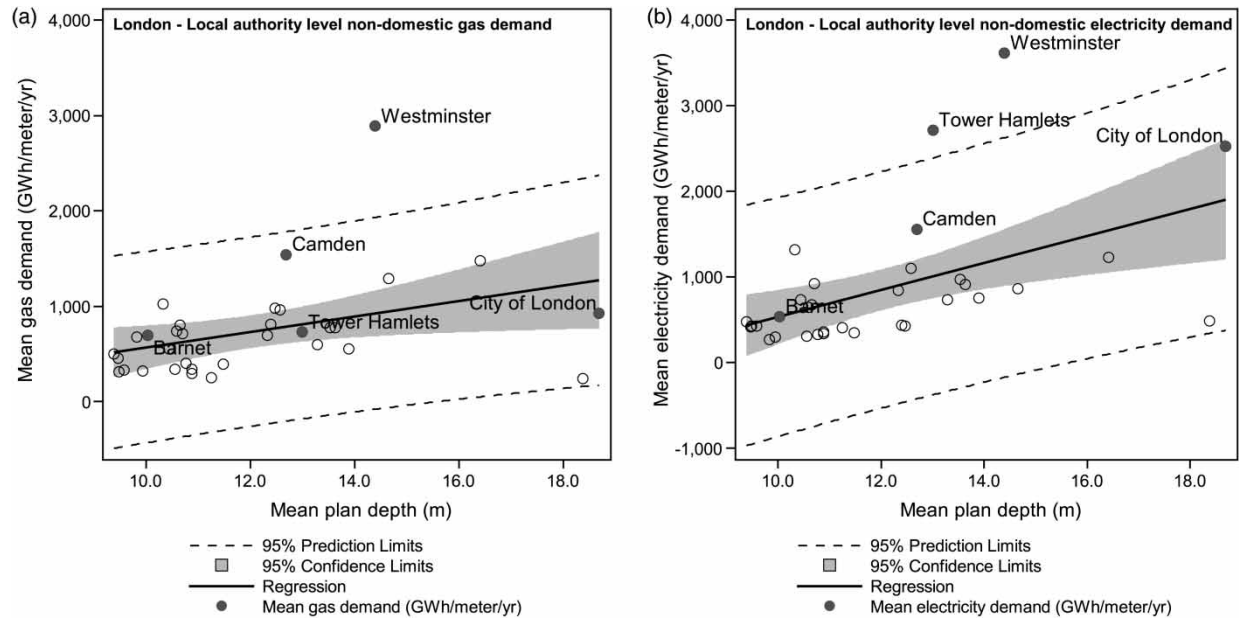 (a)
London - Local authority level non-domestic gas demand
Mean gas demand (GWh/meter/yr)
4,000
3,000
2,000
1,000
0
Westminster
Camden
City of London
Tower Hamlets
Barnet
10.0 12.0 14.0 16.0 18.0
Mean plan depth (m)
95% Prediction Limits
95% Confidence Limits
Regression
Mean gas demand (GWh/meter/yr)
(b)
London - Local authority level non-domestic electricity demand
Mean electricity demand (GWh/meter/yr)
4,000
3,000
2,000
1,000
0
-1,000
Westminster
Tower Hamlets
City of London
Camden
Barnet
10.0 12.0 14.0 16.0 18.0
Mean plan depth (m)
95% Prediction Limits
95% Confidence Limits
Regression
Mean electricity demand (GWh/meter/yr)